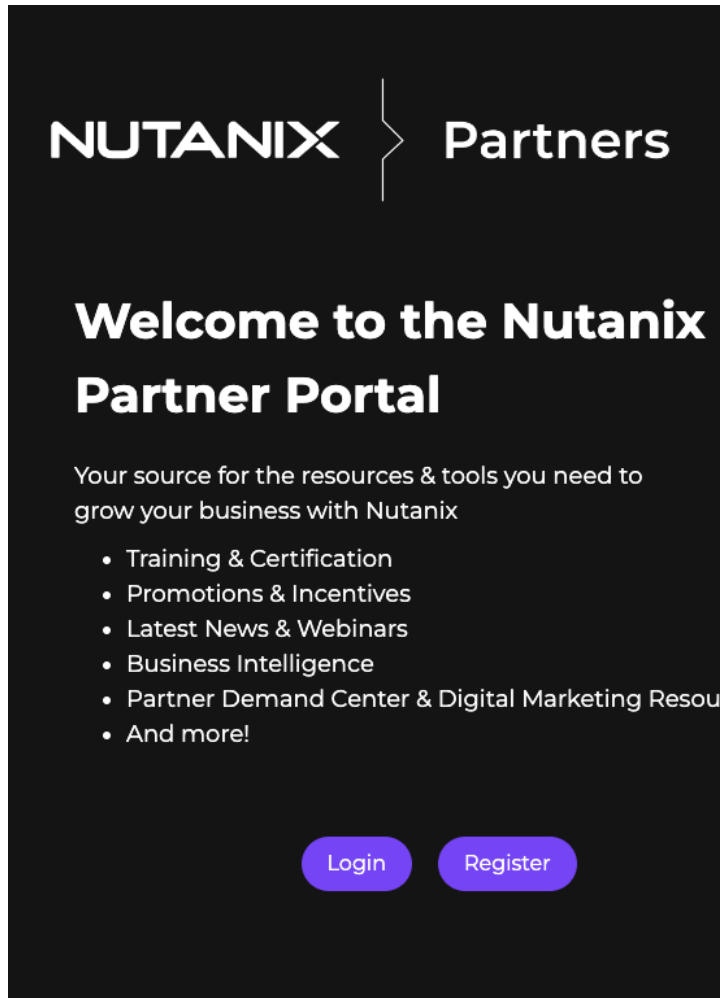 NUTANIX Partners
Welcome to the Nutanix
Partner Portal
Your source for the resources & tools you need to
grow your business with Nutanix
• Training & Certification
• Promotions & Incentives
• Latest News & Webinars
• Business Intelligence
• Partner Demand Center & Digital Marketing Resou
• And more!
Login Register